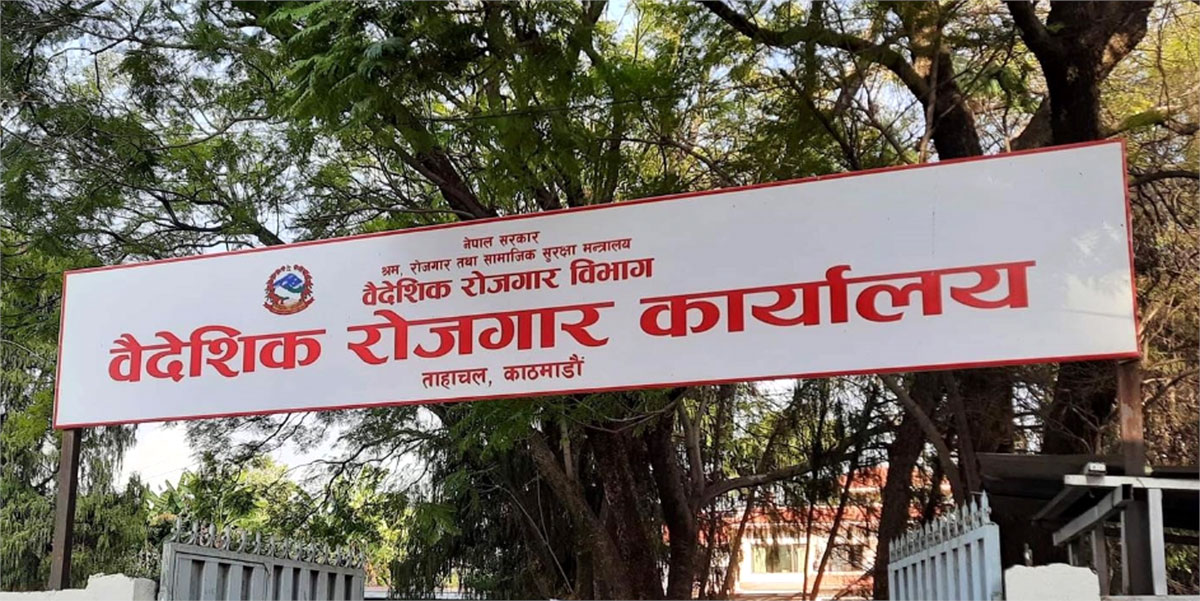 नेपाल सरकार
श्रम, रोजगार तथा सामाजिक सुरक्षा मन्त्रालय
वैदेशिक रोजगार विभाग
वैदेशिक रोजगार कार्यालय
ताहाचल, काठमाडौं